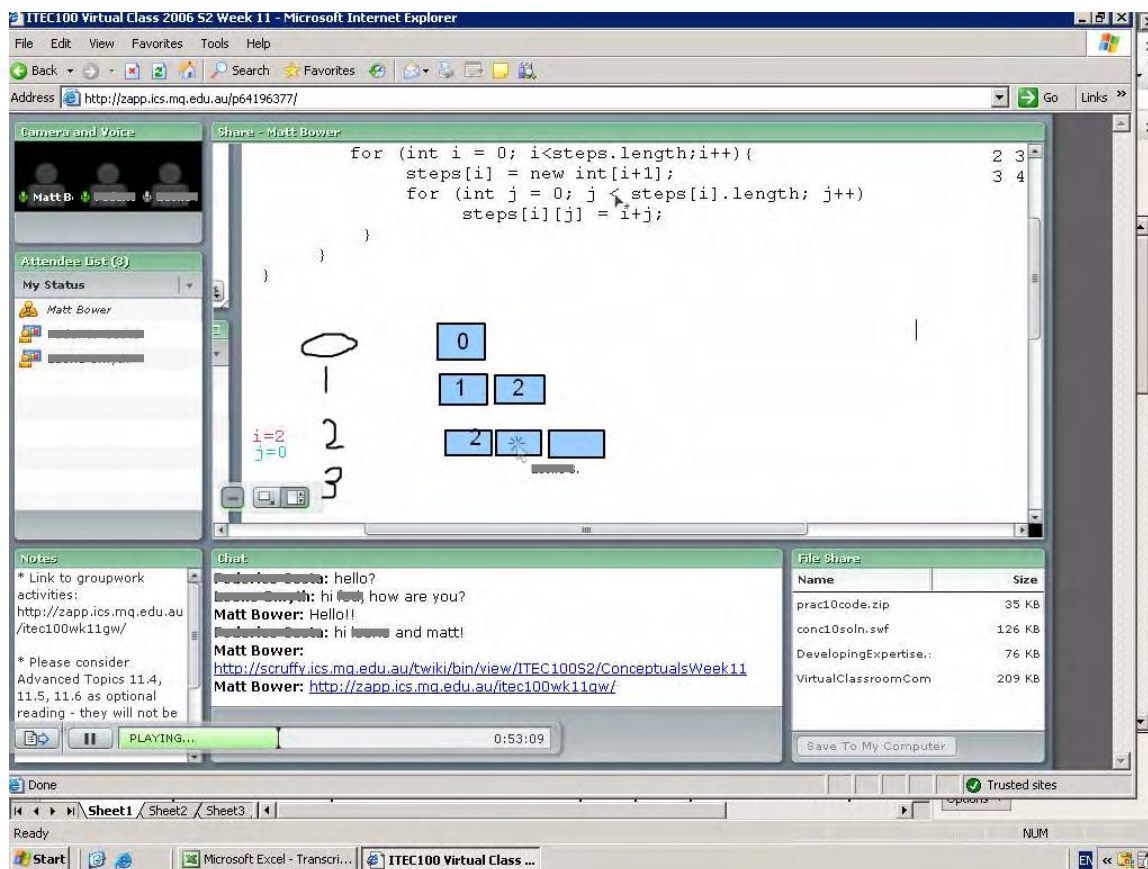 ITEC100 Virtual Class 2006 S2 Week 11 - Microsoft Internet Explorer
File Edit View Favorites Tools Help
Back Search Favorites
Address http://zapp.ics.mq.edu.au/p64196377/ Go Links »
Camera and Voice
Matt B
Attendee List (3)
My Status
Matt Bower
Share - Matt Bower
for (int i = 0; i<steps.length;i++){
steps[i] = new int[i+1];
for (int j = 0; j < steps[i].length; j++)
steps[i][j] = i+j;
}
}
}
2 3
3 4
0
0
1
1 2
i=2
j=0
2
2
3
Notes
* Link to groupwork
activities:
http://zapp.ics.mq.edu.au
/itec100wk11gw/
* Please consider
Advanced Topics 11.4,
11.5, 11.6 as optional
reading - they will not be
Chat
: hello?
: hi , how are you?
Matt Bower: Hello!!
: hi and matt!
Matt Bower:
http://scruffy.ics.mq.edu.au/twiki/bin/view/ITEC100S2/ConceptualsWeek11
Matt Bower: http://zapp.ics.mq.edu.au/itec100wk11gw/
File Share
Name Size
prac10code.zip 35 KB
conc10soln.swf 126 KB
DevelopingExpertise.: 76 KB
VirtualClassroomCom 209 KB
Save To My Computer
PLAYING... 0:53:09
Done Trusted sites
Sheet1 Sheet2 Sheet3
Options
Ready NUM
Start Microsoft Excel - Transcri... ITEC100 Virtual Class ... EN «